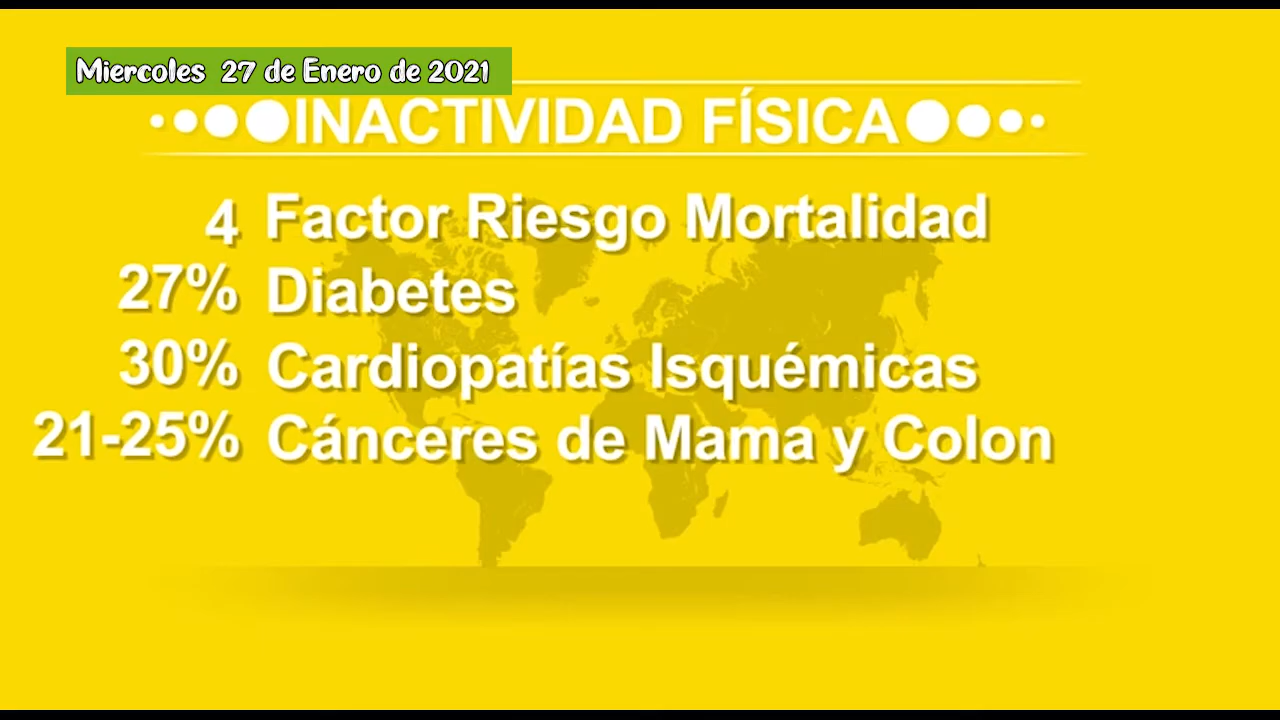 Miercoles 27 de Enero de 2021
INACTIVIDAD FÍSICA
4 Factor Riesgo Mortalidad
27% Diabetes
30% Cardiopatías Isquémicas
21-25% Cánceres de Mama y Colon